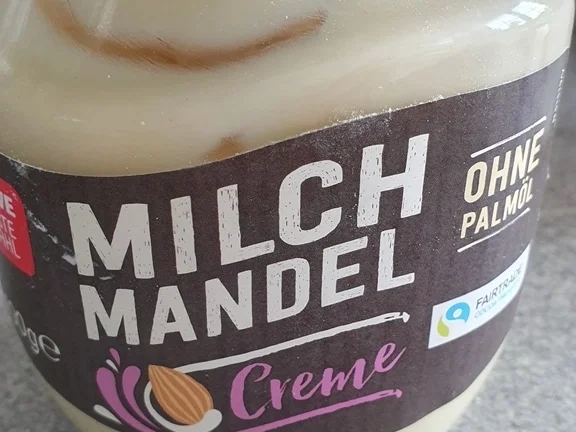 MILCH
MANDEL
Creme
OHNE
PALMÖL
FAIRTRADE